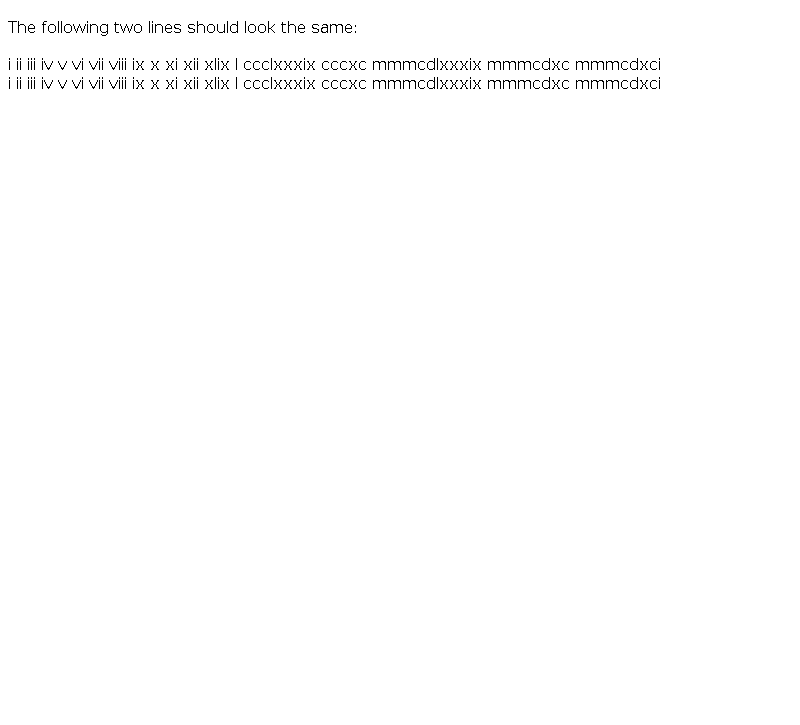 The following two lines should look the same:
i ii iii iv v vi vii viii ix x xi xii xlix l ccclxxxix cccxc mmmcdlxxxix mmmcdxc mmmcdxci
i ii iii iv v vi vii viii ix x xi xii xlix l ccclxxxix cccxc mmmcdlxxxix mmmcdxc mmmcdxci